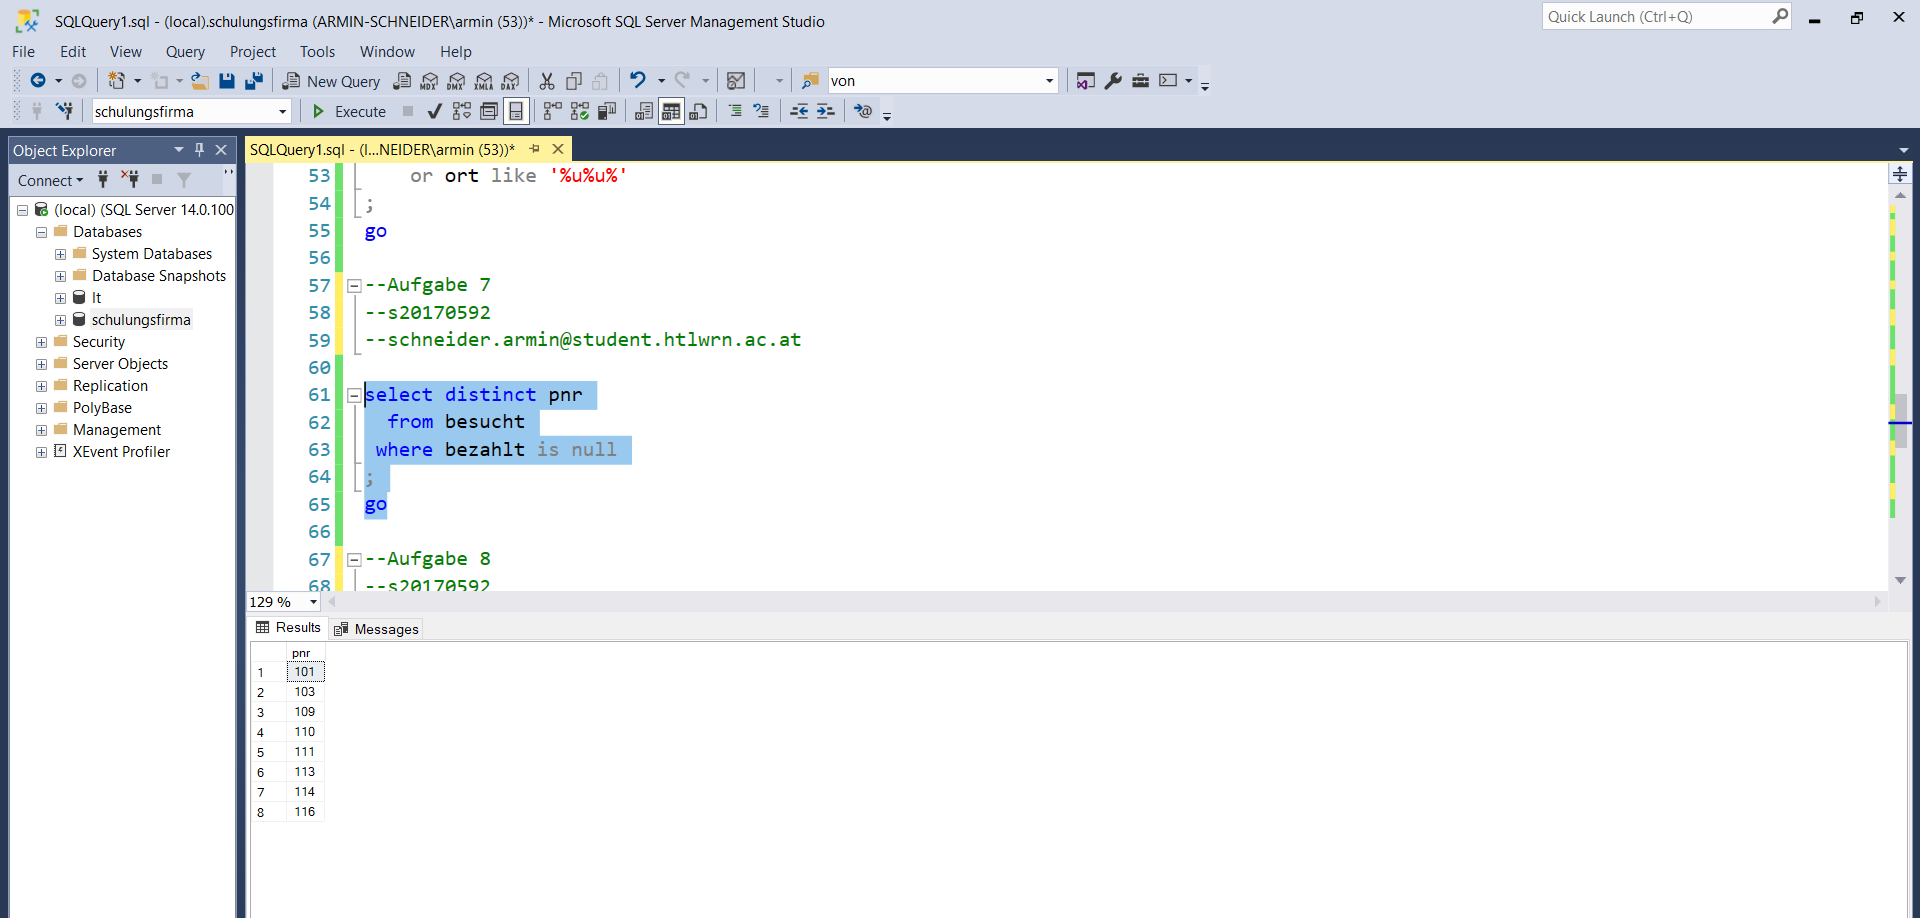 SQLQuery1.sql - (local).schulungsfirma (ARMIN-SCHNEIDER\armin (53))* - Microsoft SQL Server Management Studio
Quick Launch (Ctrl+Q)
File Edit View Query Project Tools Window Help
New Query MDX DMX XMLA DAX von
schulungsfirma Execute
Object Explorer
Connect
(local) (SQL Server 14.0.100
Databases
System Databases
Database Snapshots
lt
schulungsfirma
Security
Server Objects
Replication
PolyBase
Management
XEvent Profiler
SQLQuery1.sql - (l...NEIDER\armin (53))*
53 or ort like '%u%u%'
54 ;
55 go
56
57 --Aufgabe 7
58 --s20170592
59 --schneider.armin@student.htlwrn.ac.at
60
61 select distinct pnr
62 from besucht
63 where bezahlt is null
64 ;
65 go
66
67 --Aufgabe 8
68 --s20170592
129 %
Results Messages
pnr
1 101
2 103
3 109
4 110
5 111
6 113
7 114
8 116